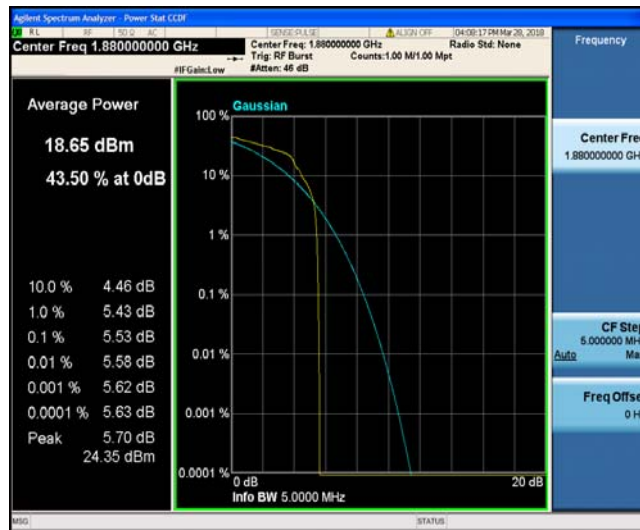 Agilent Spectrum Analyzer - Power Stat CCDF
RL RF 50 Ω AC SENSE:PULSE ALIGN OFF 04:08:17 PM Mar 28, 2018
Center Freq 1.880000000 GHz
Center Freq: 1.880000000 GHz Radio Std: None
Trig: RF Burst Counts:1.00 M/1.00 Mpt
#IFGain:Low #Atten: 46 dB
Frequency
Average Power
18.65 dBm
43.50 % at 0dB
10.0 % 4.46 dB
1.0 % 5.43 dB
0.1 % 5.53 dB
0.01 % 5.58 dB
0.001 % 5.62 dB
0.0001 % 5.63 dB
Peak 5.70 dB
24.35 dBm
Gaussian
100 %
10 %
1 %
0.1 %
0.01 %
0.001 %
0.0001 %
0 dB 20 dB
Info BW 5.0000 MHz
Center Fre
1.880000000 GH
CF Step
5.000000 MH
Auto Ma
Freq Offse
0 H
MSG STATUS